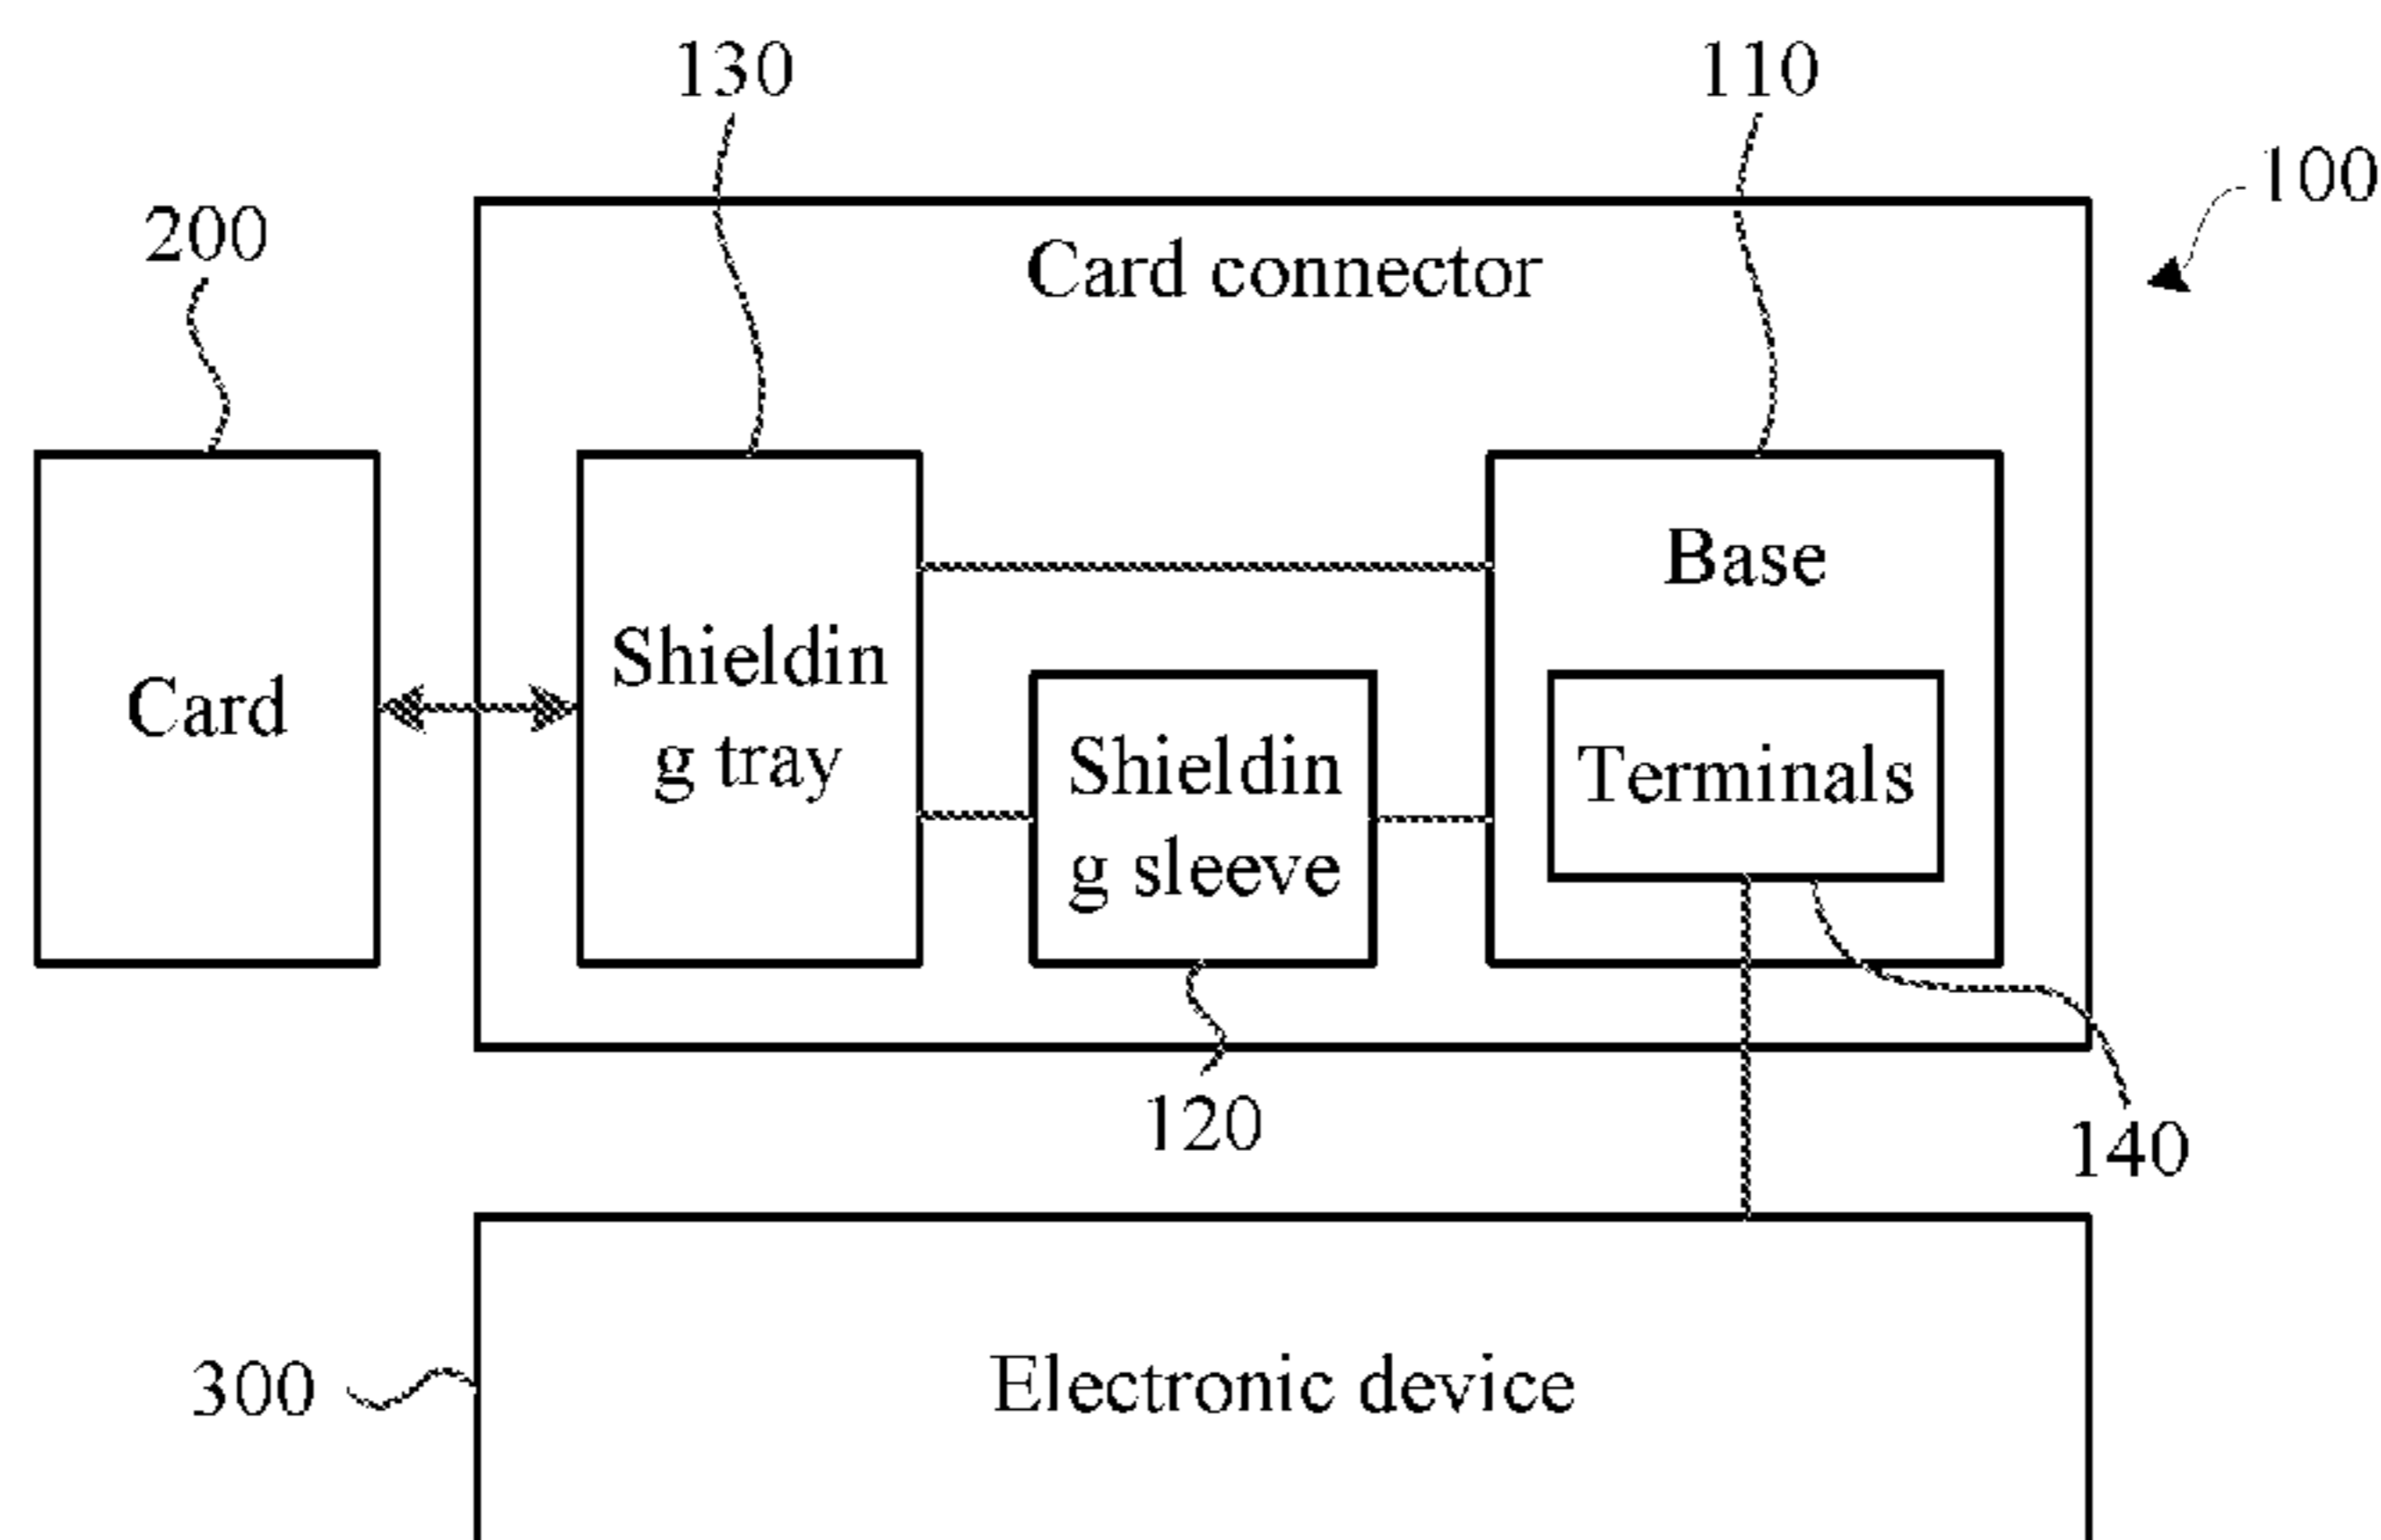 130
110
100
200
Card connector
Base
Shieldin
g tray
Card
Shieldin
g sleeve
Terminals
120
140
300
Electronic device